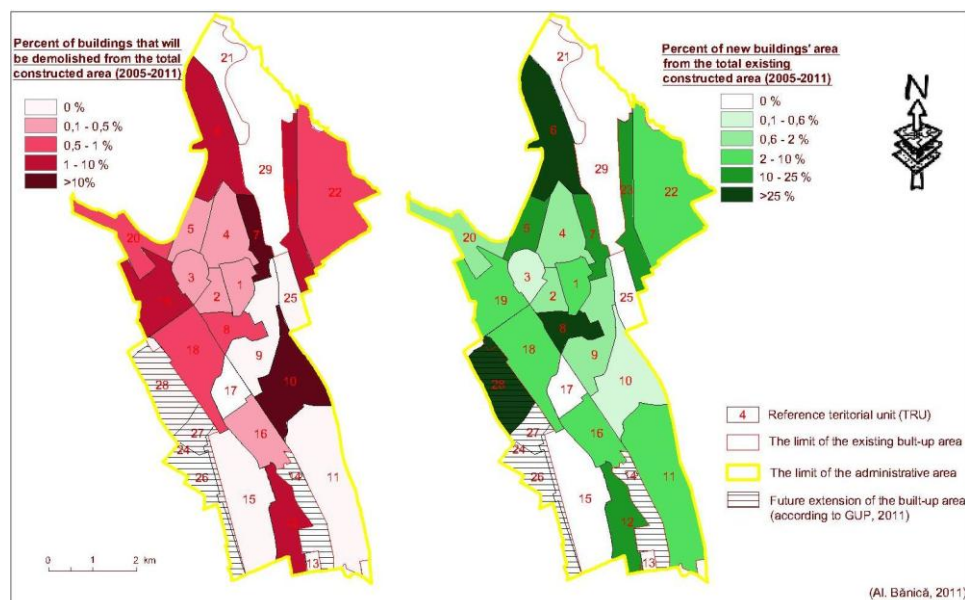 Percent of buildings that will
be demolished from the total
constructed area (2005-2011)
0 %
0,1 - 0,5 %
0,5 - 1 %
1 - 10 %
>10%
21
29
22
20
5
4
7
3
2
1
25
8
18
9
10
17
28
27
24
26
16
14
11
15
13
0
1
2
km
Percent of new buildings' area
from the total existing
constructed area (2005-2011)
0 %
0,1 - 0,6 %
0,6 - 2 %
2 - 10 %
10 - 25 %
>25 %
21
6
29
23
22
20
5
4
7
3
2
1
25
19
8
18
9
10
28
17
27
24
26
16
14
11
15
12
13
N
4 Reference teritorial unit (TRU)
The limit of the existing bult-up area
The limit of the administrative area
Future extension of the built-up area
(according to GUP, 2011)
(Al. Bănică, 2011)